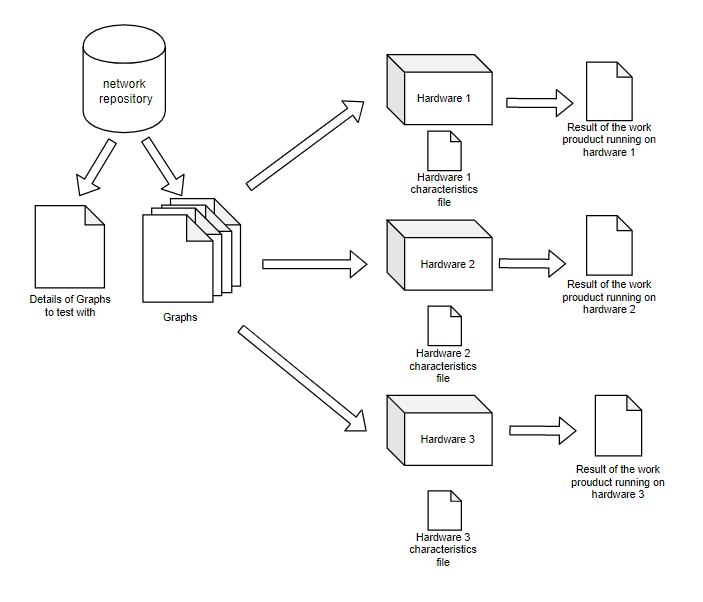 network
repository
Hardware 1
Result of the work
prouduct running on
hardware 1
Hardware 1
characteristics
file
Details of Graphs
to test with
Graphs
Hardware 2
Result of the work
prouduct running on
hardware 2
Hardware 2
characteristics
file
Hardware 3
Result of the work
prouduct running on
hardware 3
Hardware 3
characteristics
file